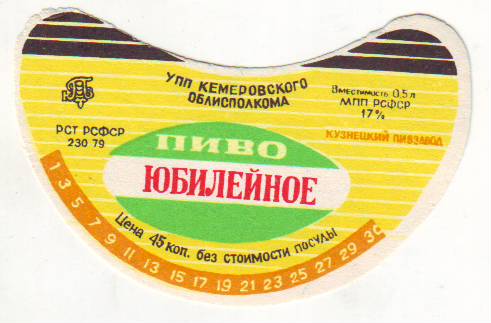 УПП КЕМЕРОВСКОГО
ОБЛИСПОЛКОМА
Вместимость 0,5 л
МПП РСФСР
17%
РСТ РСФСР
230 79
КУЗНЕЦКИЙ ПИВЗАВОД
ПИВО
ЮБИЛЕЙНОЕ
Цена 45 коп. без стоимости посуды
1 3 5 7 9 11 13 15 17 19 21 23 25 27 29 30